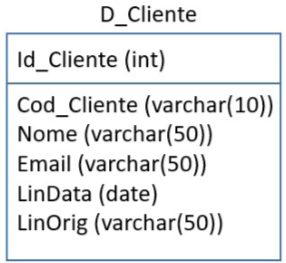 D_Cliente
Id_Cliente (int)
Cod_Cliente (varchar(10))
Nome (varchar(50))
Email (varchar(50))
LinData (date)
LinOrig (varchar(50))